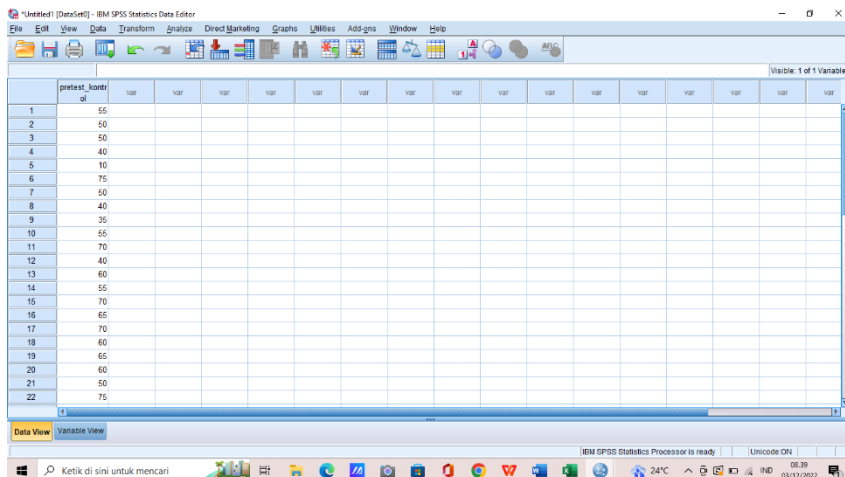 *Untitled1 [DataSet0] - IBM SPSS Statistics Data Editor
File Edit View Data Transform Analyze Direct Marketing Graphs Utilities Add-ons Window Help
Visible: 1 of 1 Variable
pretest_kontr
ol
var var var var var var var var var var var var var
1 55
2 50
3 50
4 40
5 10
6 75
7 50
8 40
9 35
10 55
11 70
12 40
13 60
14 55
15 70
16 65
17 70
18 60
19 65
20 60
21 50
22 75
Data View Variable View
IBM SPSS Statistics Processor is ready Unicode:ON
Ketik di sini untuk mencari 24°C IND 08.39
03/12/2022